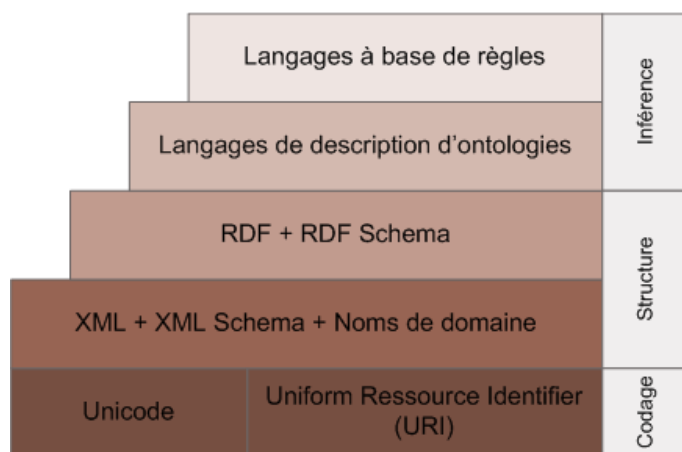 Langages à base de règles
Langages de description d'ontologies
Inférence
RDF + RDF Schema
XML + XML Schema + Noms de domaine
Structure
Unicode
Uniform Ressource Identifier
(URI)
Codage